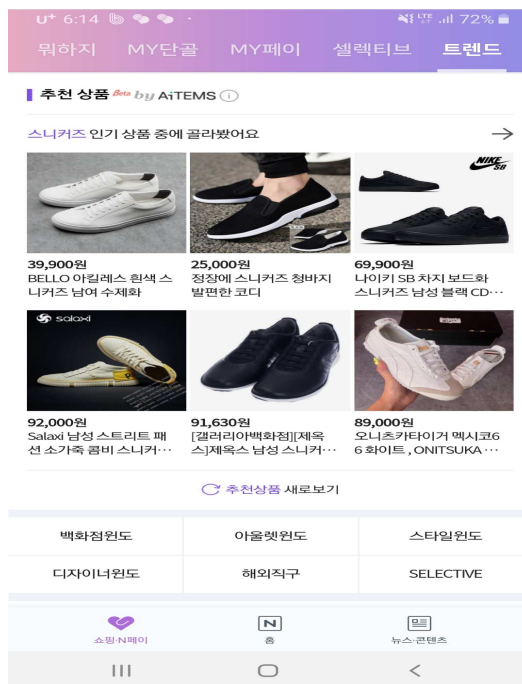 U+ 6:14
LTE 72%
뭐하지 MY단골 MY페이 셀렉티브 트렌드
추천 상품 Beta by AiTEMS
스니커즈 인기 상품 중에 골라봤어요
NIKE SB
39,900원
BELLO 아킬레스 흰색 스
니커즈 남여 수제화
25,000원
정장에 스니커즈 청바지
발편한 코디
69,900원
나이키 SB 차지 보드화
스니커즈 남성 블랙 CD…
salaxi
92,000원
Salaxi 남성 스트리트 패
션 소가죽 콤비 스니커…
91,630원
[갤러리아백화점][제옥
스]제옥스 남성 스니커…
89,000원
오니츠카타이거 멕시코6
6 화이트 , ONITSUKA …
추천상품 새로보기
백화점윈도 아울렛윈도 스타일윈도
디자이너윈도 해외직구 SELECTIVE
N
쇼핑·N페이 홈 뉴스·콘텐츠